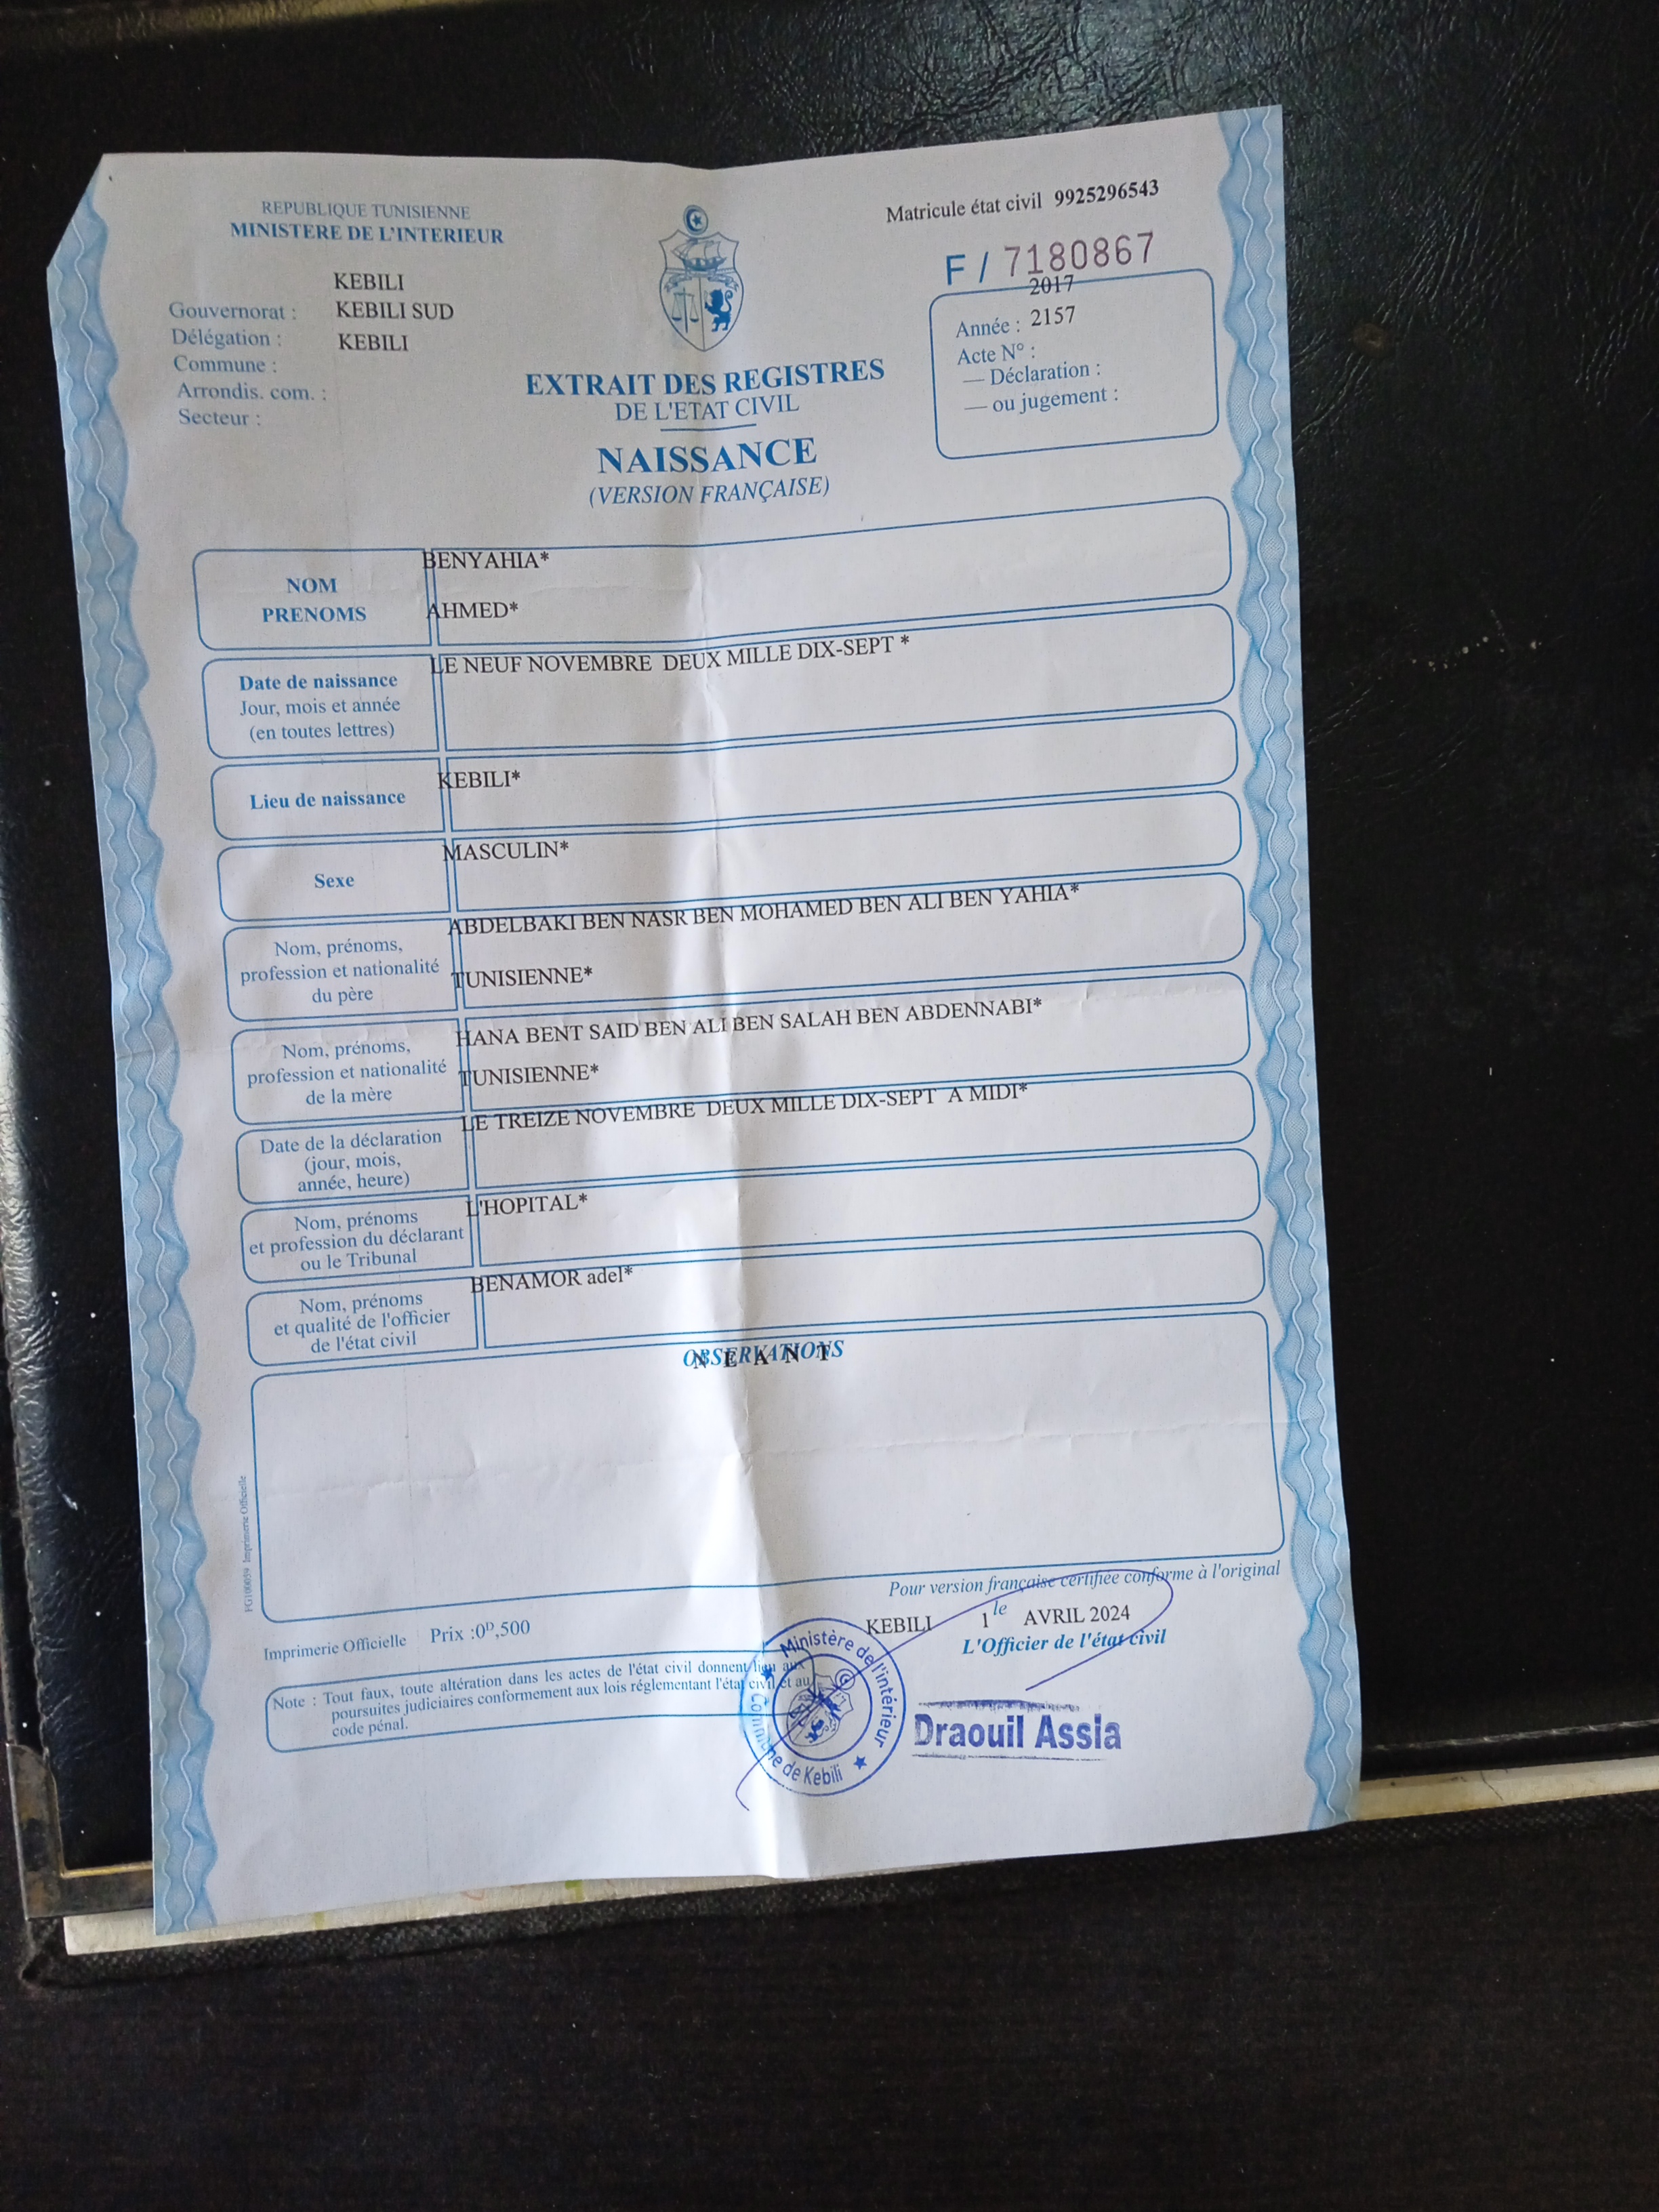 REPUBLIQUE TUNISIENNE
MINISTERE DE L'INTERIEUR
Matricule état civil 9925296543
F / 7180867
KEBILI
Gouvernorat : KEBILI SUD
Délégation : KEBILI
Commune :
Arrondis. com. :
Secteur :
2017
Année : 2157
Acte N° :
— Déclaration :
— ou jugement :
EXTRAIT DES REGISTRES
DE L'ETAT CIVIL
NAISSANCE
(VERSION FRANÇAISE)
NOM
PRENOMS
BENYAHIA*
AHMED*
Date de naissance
Jour, mois et année
(en toutes lettres)
LE NEUF NOVEMBRE DEUX MILLE DIX-SEPT *
Lieu de naissance
KEBILI*
Sexe
MASCULIN*
Nom, prénoms,
profession et nationalité
du père
ABDELBAKI BEN NASR BEN MOHAMED BEN ALI BEN YAHIA*
TUNISIENNE*
Nom, prénoms,
profession et nationalité
de la mère
HANA BENT SAID BEN ALI BEN SALAH BEN ABDENNABI*
TUNISIENNE*
Date de la déclaration
(jour, mois,
année, heure)
LE TREIZE NOVEMBRE DEUX MILLE DIX-SEPT A MIDI*
Nom, prénoms
et profession du déclarant
ou le Tribunal
L'HOPITAL*
Nom, prénoms
et qualité de l'officier
de l'état civil
BENAMOR adel*
OBSERVATIONS
N E A N T
FG100059 Imprimerie Officielle
Pour version française certifiée conforme à l'original
KEBILI 1 le AVRIL 2024
L'Officier de l'état civil
Imprimerie Officielle Prix :0D,500
Note : Tout faux, toute altération dans les actes de l'état civil donnent lieu aux
poursuites judiciaires conformement aux lois réglementant l'état civil et au
code pénal.
Ministère de l'intérieur
Commune de Kebili
Draouil Assia